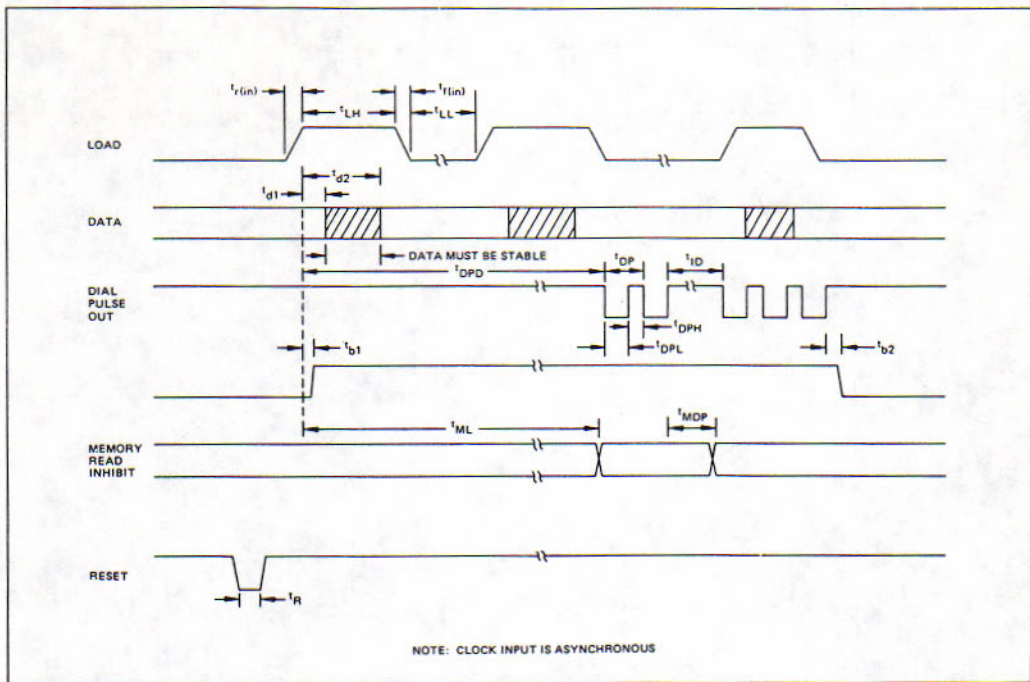 tr(in)
tf(in)
tLH
tLL
LOAD
td2
td1
DATA
DATA MUST BE STABLE
tDPD
tDP
tID
DIAL
PULSE
OUT
tDPH
tDPL
tb1
tb2
tML
tMDP
MEMORY
READ
INHIBIT
RESET
tR
NOTE: CLOCK INPUT IS ASYNCHRONOUS